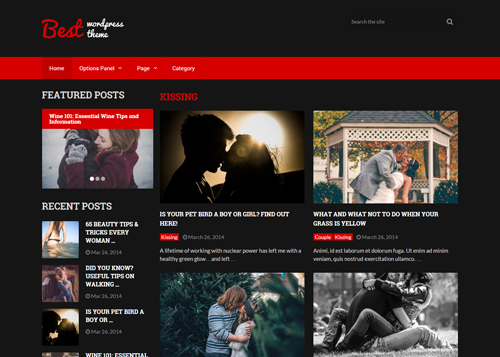 Best wordpress theme
Search the site
Home Options Panel Page Category
FEATURED POSTS
Wine 101: Essential Wine Tips and
Information
RECENT POSTS
65 BEAUTY TIPS &
TRICKS EVERY
WOMAN ...
Mar 26, 2014
DID YOU KNOW?
USEFUL TIPS ON
WALKING ...
Mar 26, 2014
IS YOUR PET BIRD A
BOY OR ...
Mar 26, 2014
WINE 101: ESSENTIAL
KISSING
IS YOUR PET BIRD A BOY OR GIRL? FIND OUT
HERE!
Kissing March 26, 2014
A lifetime of working with nuclear power has left me with a
healthy green glow... and left ...
WHAT AND WHAT NOT TO DO WHEN YOUR
GRASS IS YELLOW
Couple Kissing March 26, 2014
Animi, id est laborum et dolorum fuga. Ut enim ad minim
veniam, quis nostrud exercitation ullamco. ...